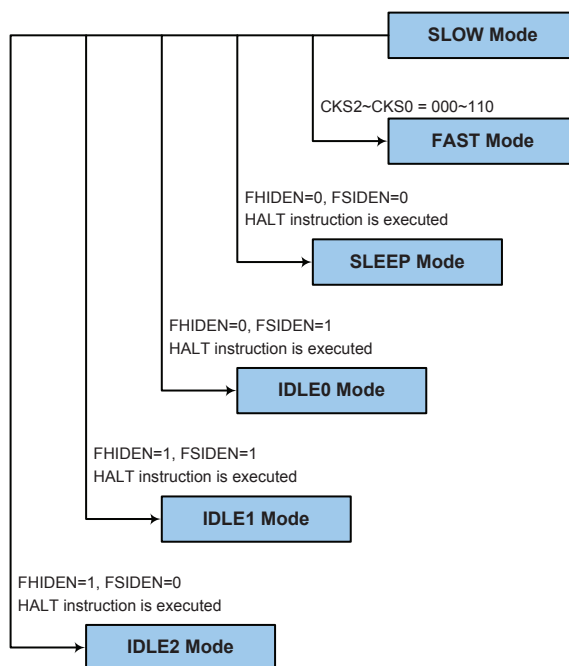 SLOW Mode
CKS2~CKS0 = 000~110
FAST Mode
FHIDEN=0, FSIDEN=0
HALT instruction is executed
SLEEP Mode
FHIDEN=0, FSIDEN=1
HALT instruction is executed
IDLE0 Mode
FHIDEN=1, FSIDEN=1
HALT instruction is executed
IDLE1 Mode
FHIDEN=1, FSIDEN=0
HALT instruction is executed
IDLE2 Mode